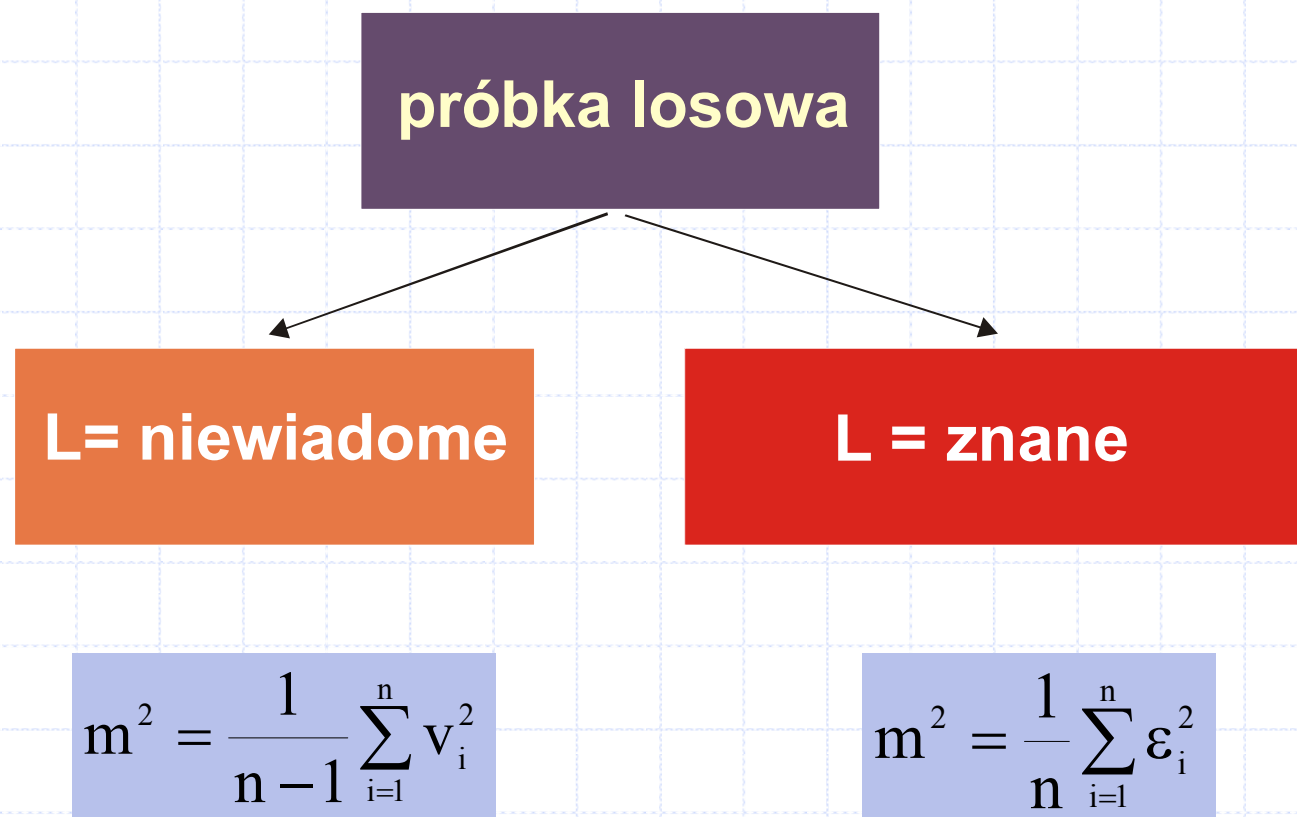 próbka losowa
L= niewiadome
L = znane
m² = 1/(n − 1) ∑_{i=1}^{n} v_i²
m² = 1/n ∑_{i=1}^{n} ε_i²